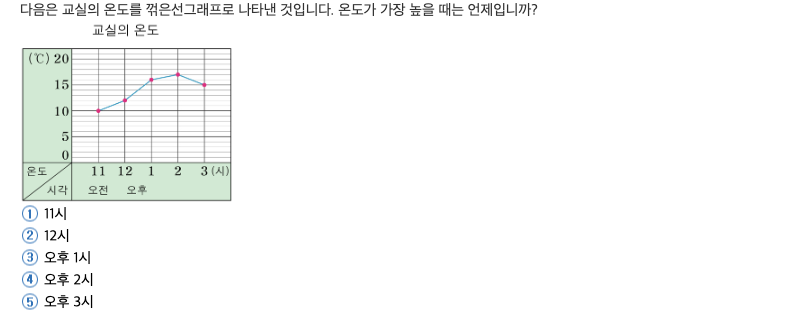 다음은 교실의 온도를 꺾은선그래프로 나타낸 것입니다. 온도가 가장 높을 때는 언제입니까?
교실의 온도
(℃) 20
15
10
5
0
온도
시각
11 12 1 2 3 (시)
오전 오후
① 11시
② 12시
③ 오후 1시
④ 오후 2시
⑤ 오후 3시